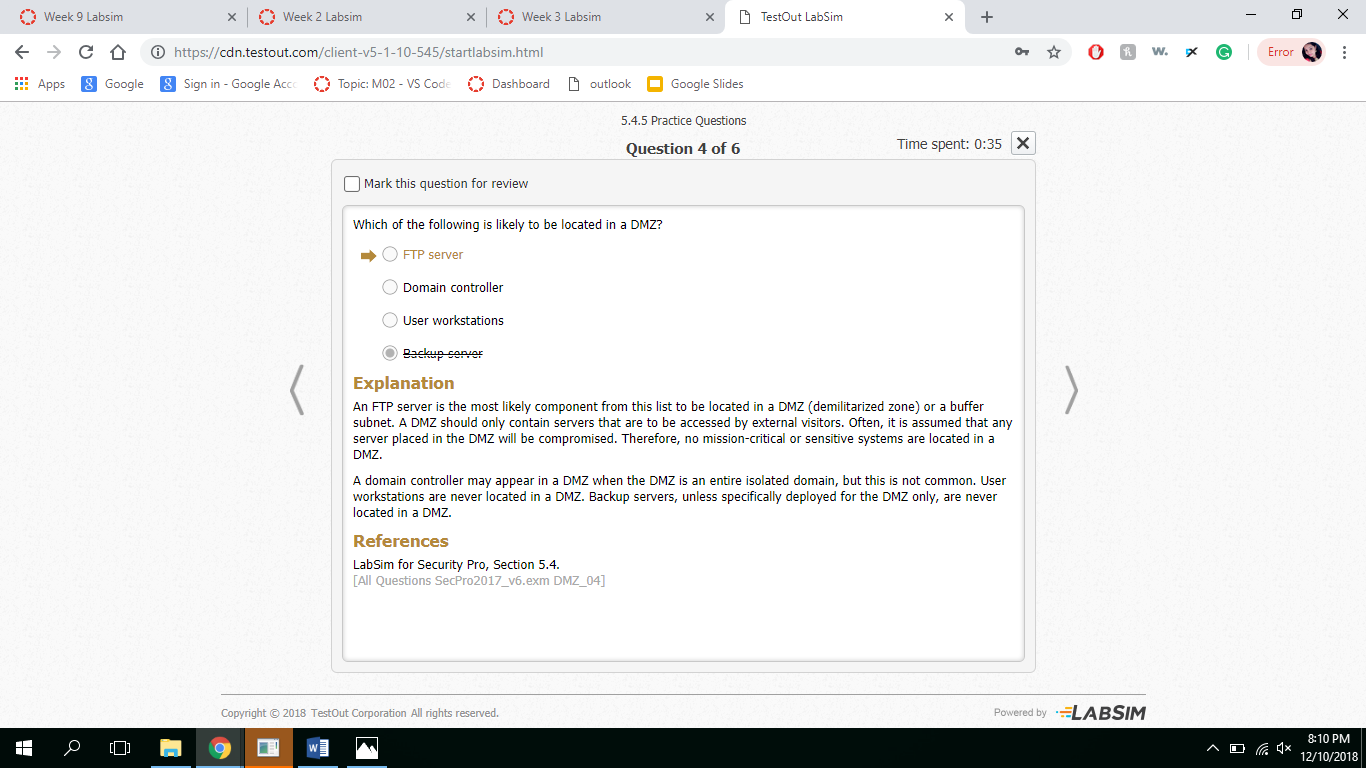 Week 9 Labsim
Week 2 Labsim
Week 3 Labsim
TestOut LabSim
https://cdn.testout.com/client-v5-1-10-545/startlabsim.html
Error
Apps
Google
Sign in - Google Acco
Topic: M02 - VS Code
Dashboard
outlook
Google Slides
5.4.5 Practice Questions
Question 4 of 6
Time spent: 0:35
Mark this question for review
Which of the following is likely to be located in a DMZ?
FTP server
Domain controller
User workstations
Backup server
Explanation
An FTP server is the most likely component from this list to be located in a DMZ (demilitarized zone) or a buffer
subnet. A DMZ should only contain servers that are to be accessed by external visitors. Often, it is assumed that any
server placed in the DMZ will be compromised. Therefore, no mission-critical or sensitive systems are located in a
DMZ.
A domain controller may appear in a DMZ when the DMZ is an entire isolated domain, but this is not common. User
workstations are never located in a DMZ. Backup servers, unless specifically deployed for the DMZ only, are never
located in a DMZ.
References
LabSim for Security Pro, Section 5.4.
[All Questions SecPro2017_v6.exm DMZ_04]
Copyright © 2018 TestOut Corporation All rights reserved.
Powered by LABSIM
8:10 PM
12/10/2018